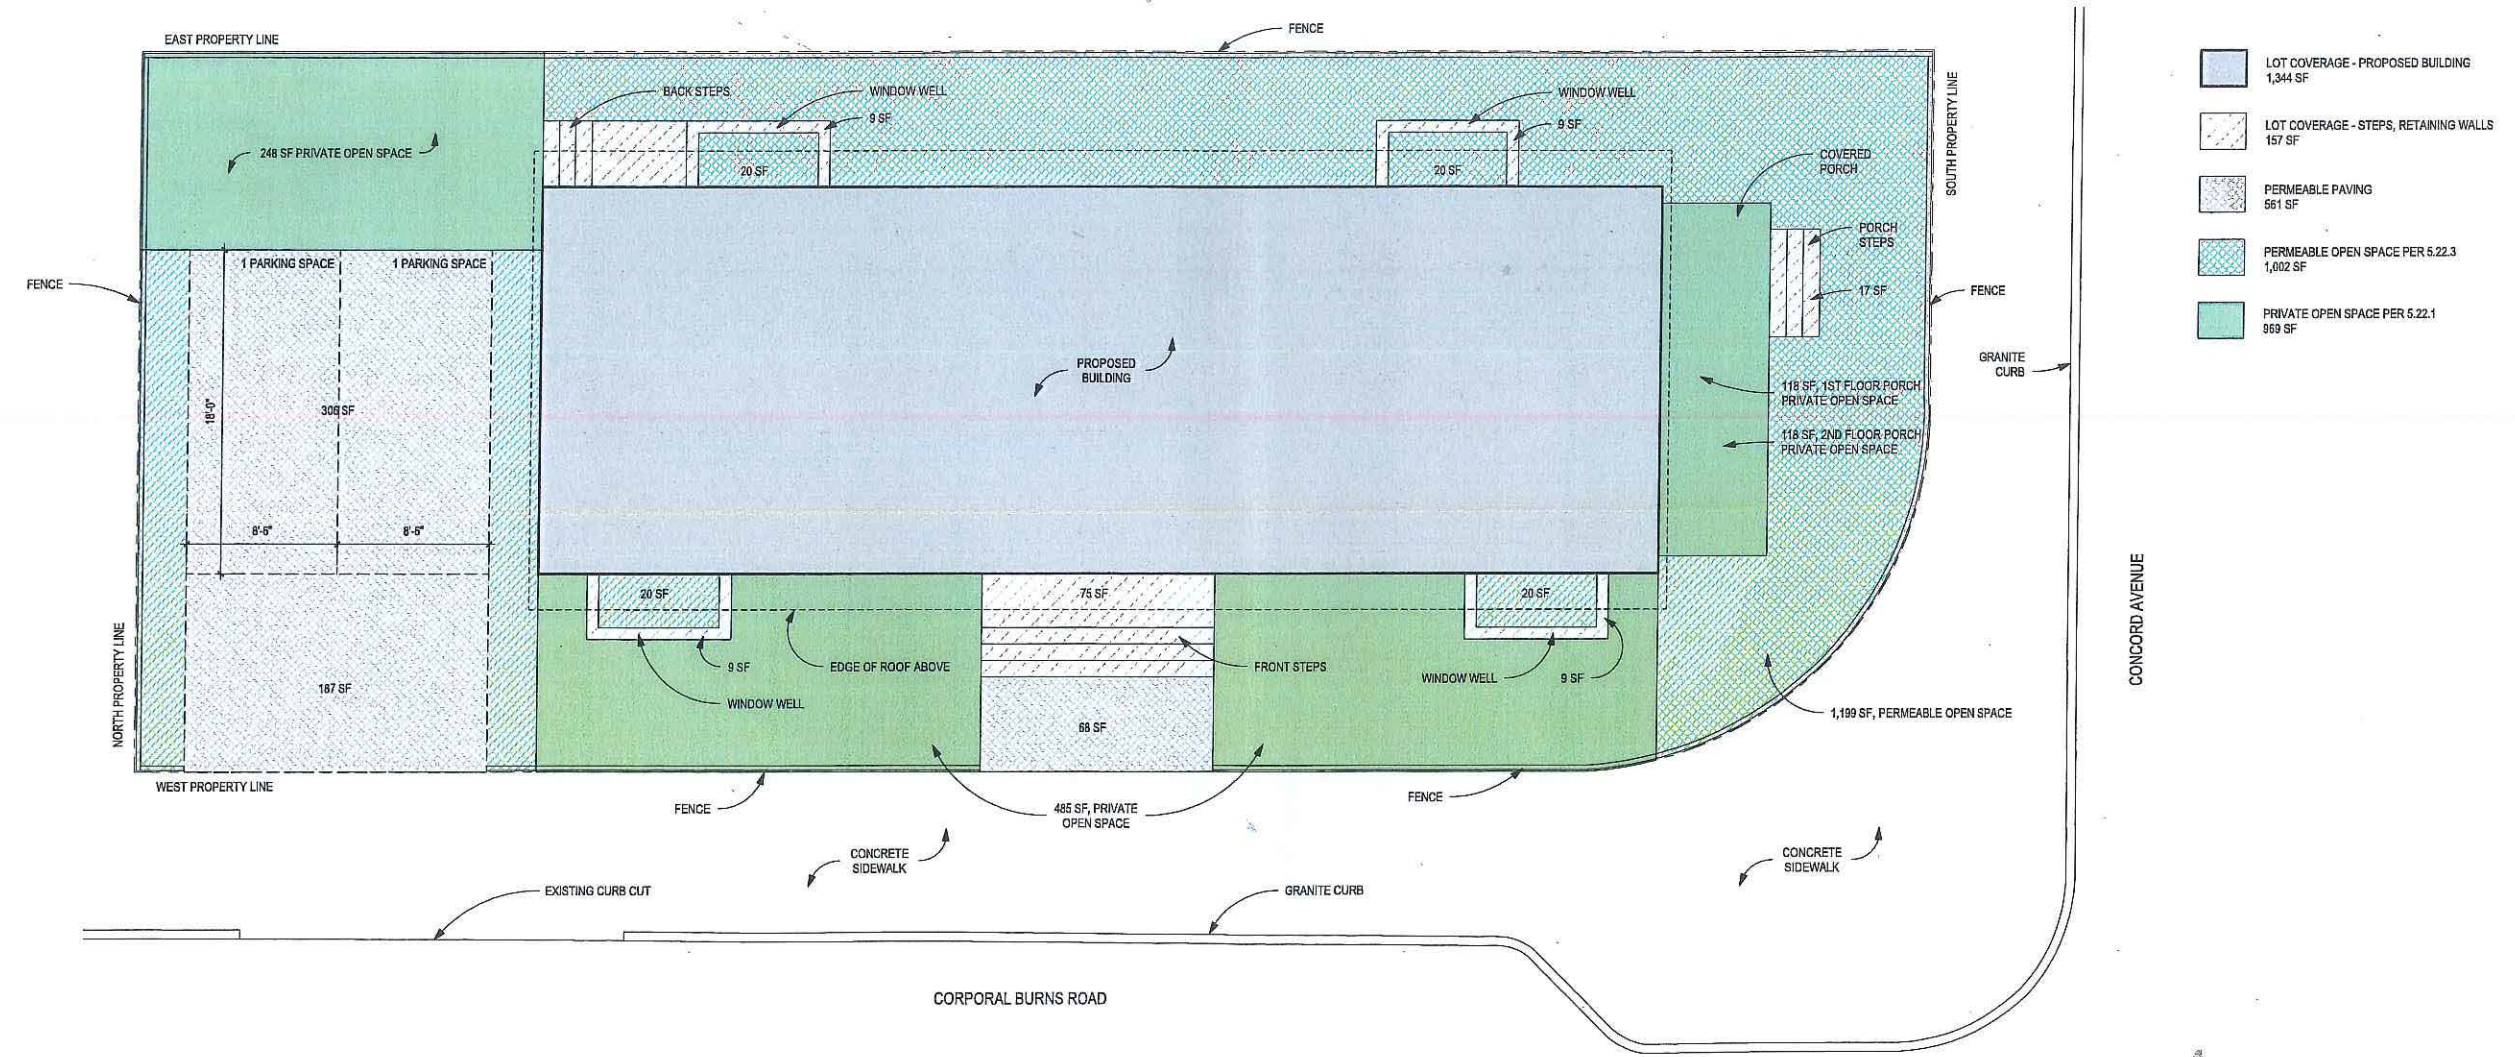 EAST PROPERTY LINE
FENCE
BACK STEPS
WINDOW WELL
9 SF
WINDOW WELL
9 SF
248 SF PRIVATE OPEN SPACE
20 SF
20 SF
COVERED
PORCH
SOUTH PROPERTY LINE
PORCH
STEPS
1 PARKING SPACE
1 PARKING SPACE
FENCE
17 SF
FENCE
PROPOSED
BUILDING
GRANITE
CURB
118 SF, 1ST FLOOR PORCH
PRIVATE OPEN SPACE
18'-0"
306 SF
118 SF, 2ND FLOOR PORCH
PRIVATE OPEN SPACE
8'-6"
8'-6"
20 SF
75 SF
20 SF
9 SF
EDGE OF ROOF ABOVE
FRONT STEPS
WINDOW WELL
9 SF
187 SF
WINDOW WELL
68 SF
1,199 SF, PERMEABLE OPEN SPACE
NORTH PROPERTY LINE
WEST PROPERTY LINE
FENCE
485 SF, PRIVATE
OPEN SPACE
FENCE
CONCRETE
SIDEWALK
CONCRETE
SIDEWALK
EXISTING CURB CUT
GRANITE CURB
CORPORAL BURNS ROAD
CONCORD AVENUE
LOT COVERAGE - PROPOSED BUILDING
1,344 SF
LOT COVERAGE - STEPS, RETAINING WALLS
157 SF
PERMEABLE PAVING
561 SF
PERMEABLE OPEN SPACE PER 5.22.3
1,002 SF
PRIVATE OPEN SPACE PER 5.22.1
969 SF